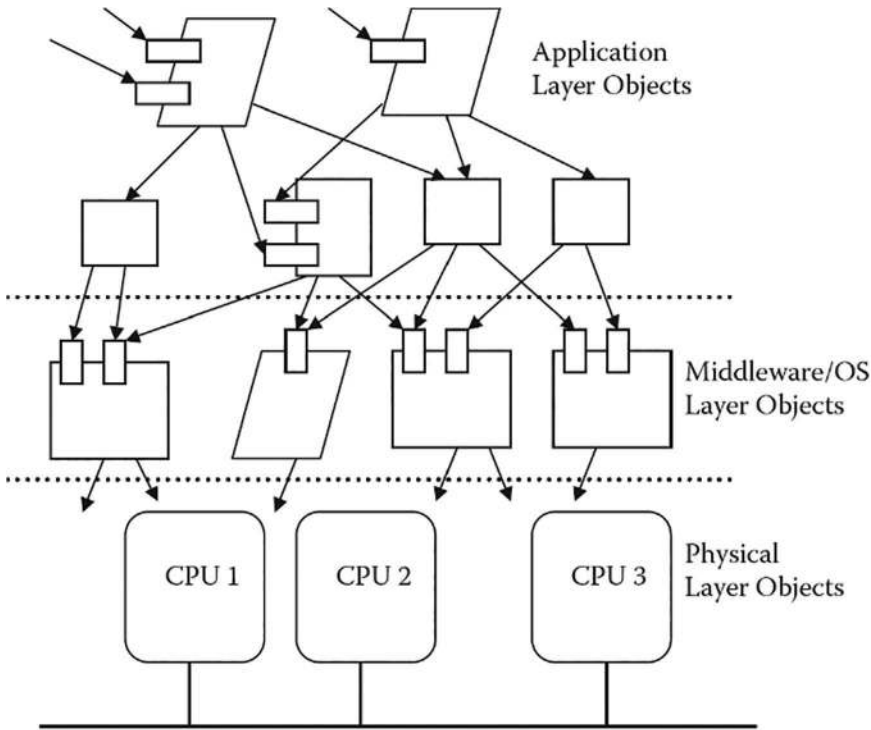 Application
Layer Objects
Middleware/OS
Layer Objects
CPU 1
CPU 2
CPU 3
Physical
Layer Objects